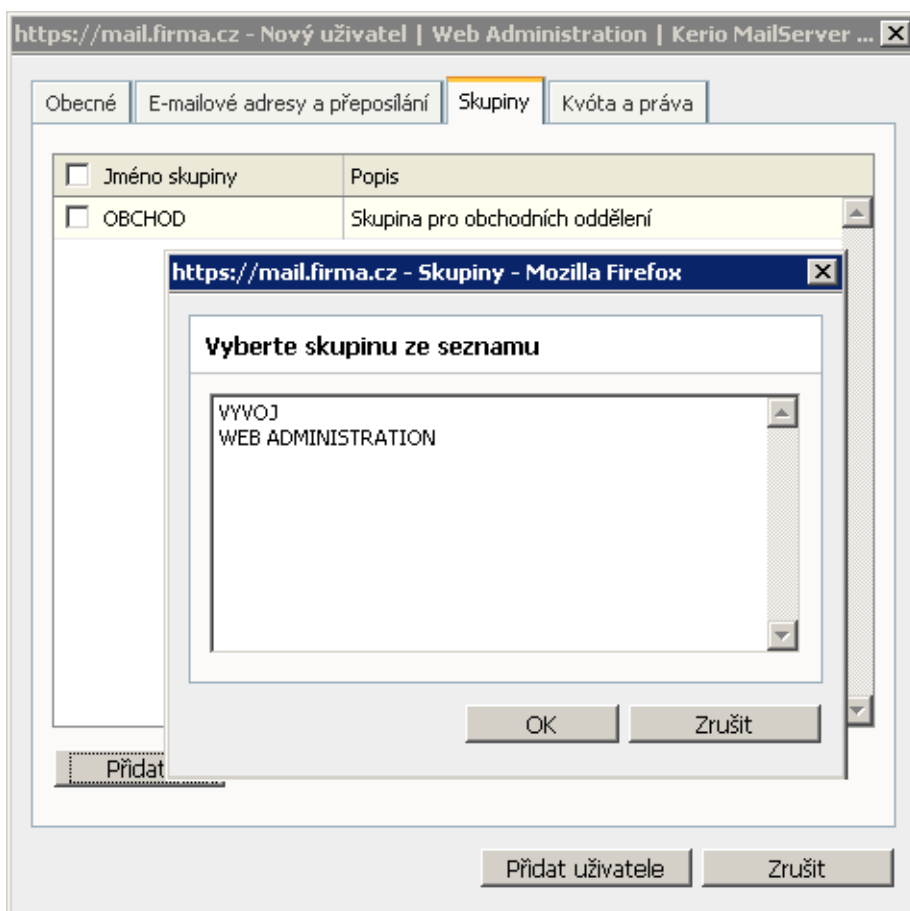 https://mail.firma.cz - Nový uživatel | Web Administration | Kerio MailServer ...
Obecné E-mailové adresy a přeposílání Skupiny Kvóta a práva
Jméno skupiny Popis
OBCHOD Skupina pro obchodních oddělení
https://mail.firma.cz - Skupiny - Mozilla Firefox
Vyberte skupinu ze seznamu
VYVOJ
WEB ADMINISTRATION
OK Zrušit
Přidat
Přidat uživatele Zrušit